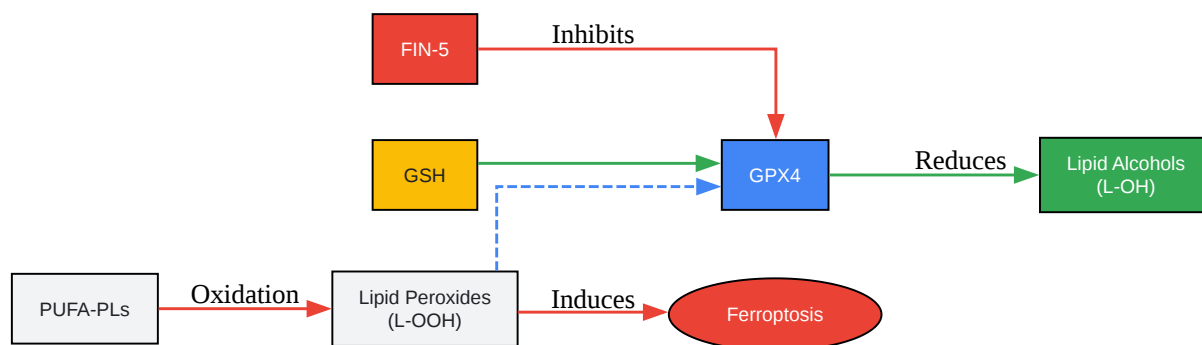 FIN-5
Inhibits
GSH
GPX4
Reduces
Lipid Alcohols
(L-OH)
PUFA-PLs
Oxidation
Lipid Peroxides
(L-OOH)
Induces
Ferroptosis